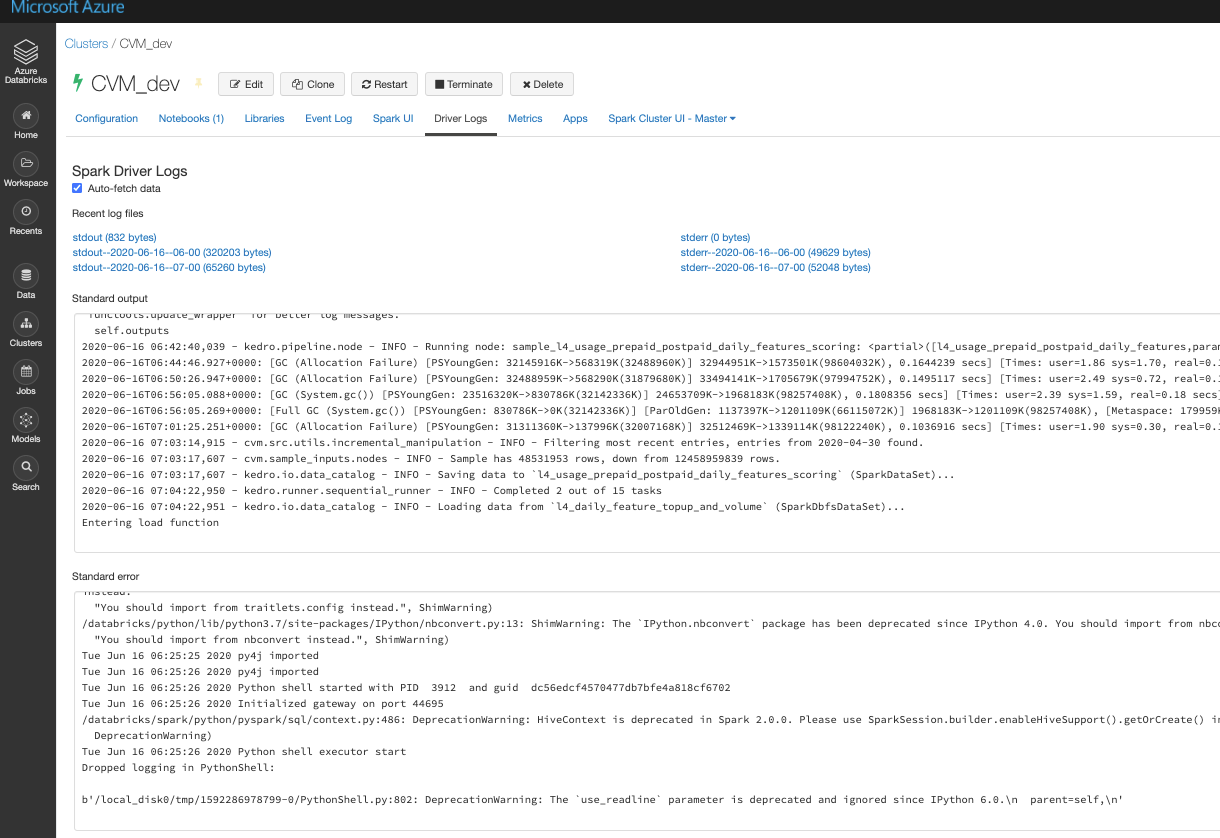 Microsoft Azure
Azure
Databricks
Home
Workspace
Recents
Data
Clusters
Jobs
Models
Search
Clusters / CVM_dev
CVM_dev Edit Clone Restart Terminate Delete
Configuration Notebooks (1) Libraries Event Log Spark UI Driver Logs Metrics Apps Spark Cluster UI - Master
Spark Driver Logs
Auto-fetch data
Recent log files
stdout (832 bytes) stderr (0 bytes)
stdout--2020-06-16--06-00 (320203 bytes) stderr--2020-06-16--06-00 (49629 bytes)
stdout--2020-06-16--07-00 (65260 bytes) stderr--2020-06-16--07-00 (52048 bytes)
Standard output
`functools.update_wrapper` for better log messages.
self.outputs
2020-06-16 06:42:40,039 - kedro.pipeline.node - INFO - Running node: sample_l4_usage_prepaid_postpaid_daily_features_scoring: <partial>([l4_usage_prepaid_postpaid_daily_features,param
2020-06-16T06:44:46.927+0000: [GC (Allocation Failure) [PSYoungGen: 32145916K->568319K(32488960K)] 32944951K->1573501K(98604032K), 0.1644239 secs] [Times: user=1.86 sys=1.70, real=0.1
2020-06-16T06:50:26.947+0000: [GC (Allocation Failure) [PSYoungGen: 32488959K->568290K(31879680K)] 33494141K->1705679K(97994752K), 0.1495117 secs] [Times: user=2.49 sys=0.72, real=0.1
2020-06-16T06:56:05.088+0000: [GC (System.gc()) [PSYoungGen: 23516320K->830786K(32142336K)] 24653709K->1968183K(98257408K), 0.1808356 secs] [Times: user=2.39 sys=1.59, real=0.18 secs]
2020-06-16T06:56:05.269+0000: [Full GC (System.gc()) [PSYoungGen: 830786K->0K(32142336K)] [ParOldGen: 1137397K->1201109K(66115072K)] 1968183K->1201109K(98257408K), [Metaspace: 179959K
2020-06-16T07:01:25.251+0000: [GC (Allocation Failure) [PSYoungGen: 31311360K->137996K(32007168K)] 32512469K->1339114K(98122240K), 0.1036916 secs] [Times: user=1.90 sys=0.30, real=0.1
2020-06-16 07:03:14,915 - cvm.src.utils.incremental_manipulation - INFO - Filtering most recent entries, entries from 2020-04-30 found.
2020-06-16 07:03:17,607 - cvm.sample_inputs.nodes - INFO - Sample has 48531953 rows, down from 12458959839 rows.
2020-06-16 07:03:17,607 - kedro.io.data_catalog - INFO - Saving data to `l4_usage_prepaid_postpaid_daily_features_scoring` (SparkDataSet)...
2020-06-16 07:04:22,950 - kedro.runner.sequential_runner - INFO - Completed 2 out of 15 tasks
2020-06-16 07:04:22,951 - kedro.io.data_catalog - INFO - Loading data from `l4_daily_feature_topup_and_volume` (SparkDbfsDataSet)...
Entering load function
Standard error
instead.
"You should import from traitlets.config instead.", ShimWarning)
/databricks/python/lib/python3.7/site-packages/IPython/nbconvert.py:13: ShimWarning: The `IPython.nbconvert` package has been deprecated since IPython 4.0. You should import from nbco
"You should import from nbconvert instead.", ShimWarning)
Tue Jun 16 06:25:25 2020 py4j imported
Tue Jun 16 06:25:26 2020 py4j imported
Tue Jun 16 06:25:26 2020 Python shell started with PID  3912  and guid  dc56edcf4570477db7bfe4a818cf6702
Tue Jun 16 06:25:26 2020 Initialized gateway on port 44695
/databricks/spark/python/pyspark/sql/context.py:486: DeprecationWarning: HiveContext is deprecated in Spark 2.0.0. Please use SparkSession.builder.enableHiveSupport().getOrCreate() in
DeprecationWarning)
Tue Jun 16 06:25:26 2020 Python shell executor start
Dropped logging in PythonShell:
b'/local_disk0/tmp/1592286978799-0/PythonShell.py:802: DeprecationWarning: The `use_readline` parameter is deprecated and ignored since IPython 6.0.\n  parent=self,\n'